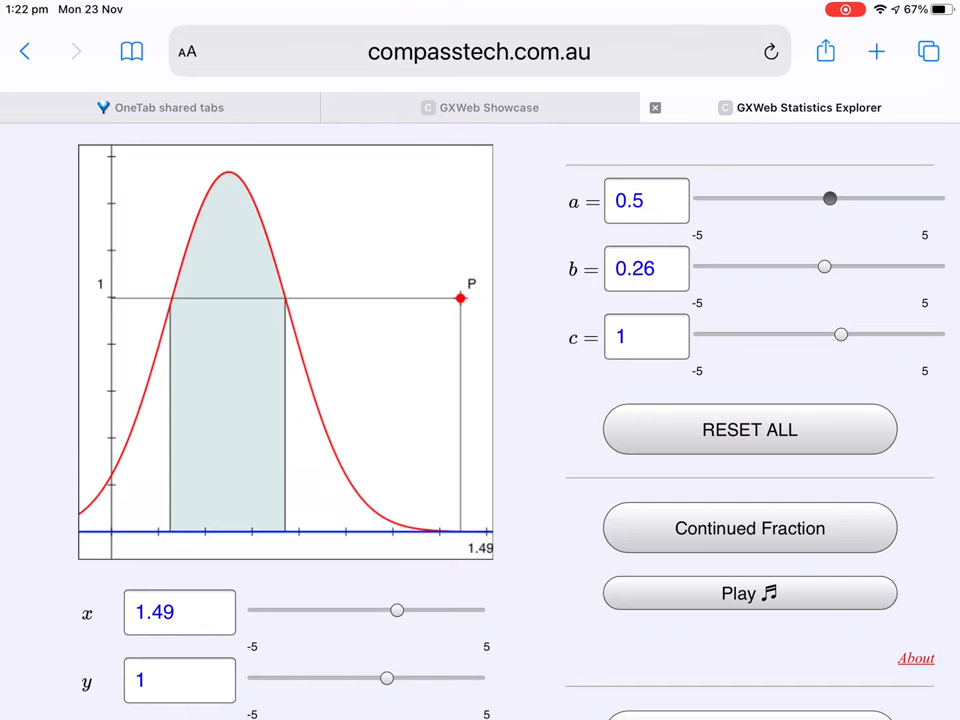 1:22 pm Mon 23 Nov
67%
AA
compasstech.com.au
OneTab shared tabs
C GXWeb Showcase
C GXWeb Statistics Explorer
1
P
1.49
a = 0.5
-5 5
b = 0.26
-5 5
c = 1
-5 5
RESET ALL
Continued Fraction
Play ♫
About
x 1.49
-5 5
y 1
-5 5